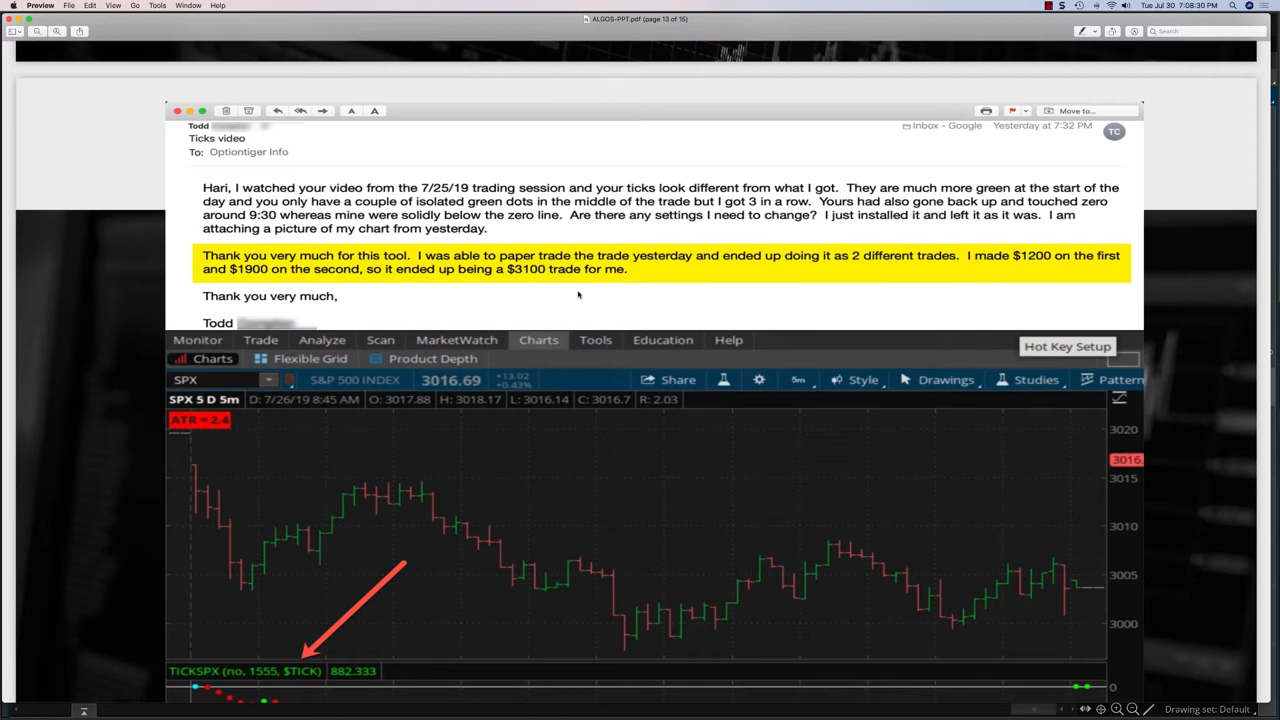 Preview File Edit View Go Tools Window Help
Tue Jul 30 7:08:30 PM
ALGOS-PPT.pdf (page 13 of 15)
Search
Move to...
Todd
Inbox - Google Yesterday at 7:32 PM
TC
Ticks video
To: Optiontiger Info
Hari, I watched your video from the 7/25/19 trading session and your ticks look different from what I got. They are much more green at the start of the
day and you only have a couple of isolated green dots in the middle of the trade but I got 3 in a row. Yours had also gone back up and touched zero
around 9:30 whereas mine were solidly below the zero line. Are there any settings I need to change? I just installed it and left it as it was. I am
attaching a picture of my chart from yesterday.
Thank you very much for this tool. I was able to paper trade the trade yesterday and ended up doing it as 2 different trades. I made $1200 on the first
and $1900 on the second, so it ended up being a $3100 trade for me.
Thank you very much,
Todd
Monitor Trade Analyze Scan MarketWatch Charts Tools Education Help
Hot Key Setup
Charts Flexible Grid Product Depth
SPX S&P 500 INDEX 3016.69 +13.02 +0.43% Share 5m Style Drawings Studies Pattern
SPX 5 D 5m D: 7/26/19 8:45 AM O: 3017.88 H: 3018.17 L: 3016.14 C: 3016.7 R: 2.03
ATR = 2.4
3020
3016.
3015
3010
3005
3000
TICKSPX (no, 1555, $TICK) 882.333
0
Drawing set: Default